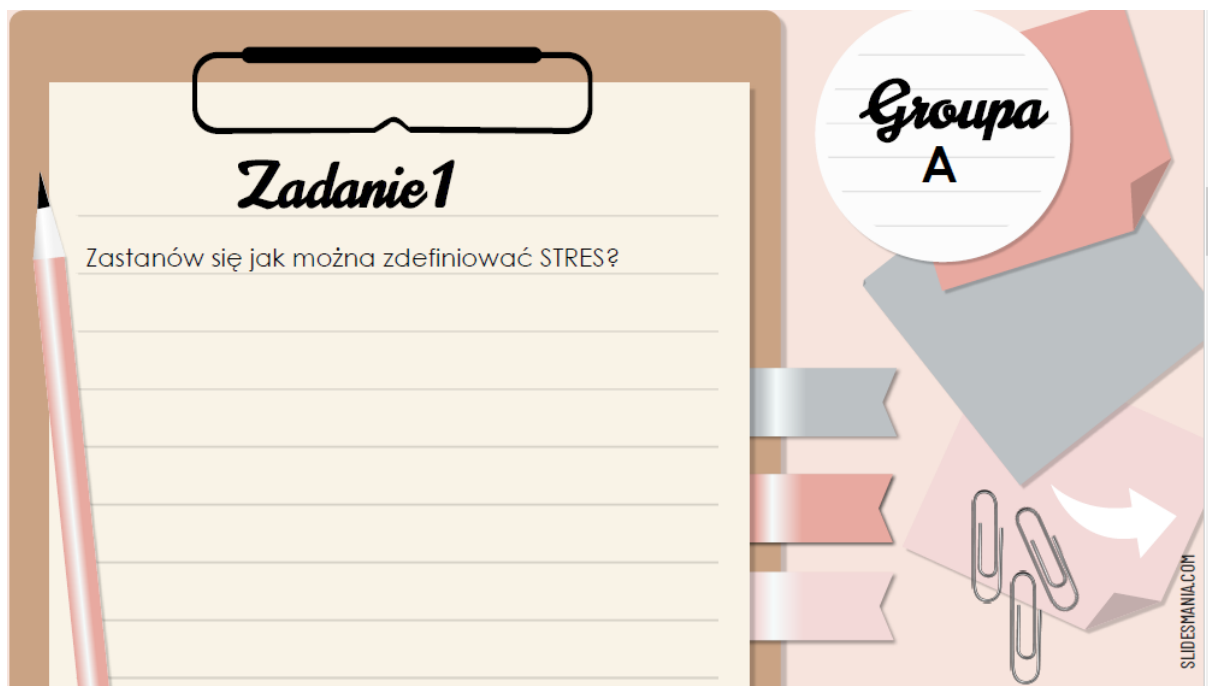 Groupa
A
Zadanie1
Zastanów się jak można zdefiniować STRES?
SLIDESMANIA.COM